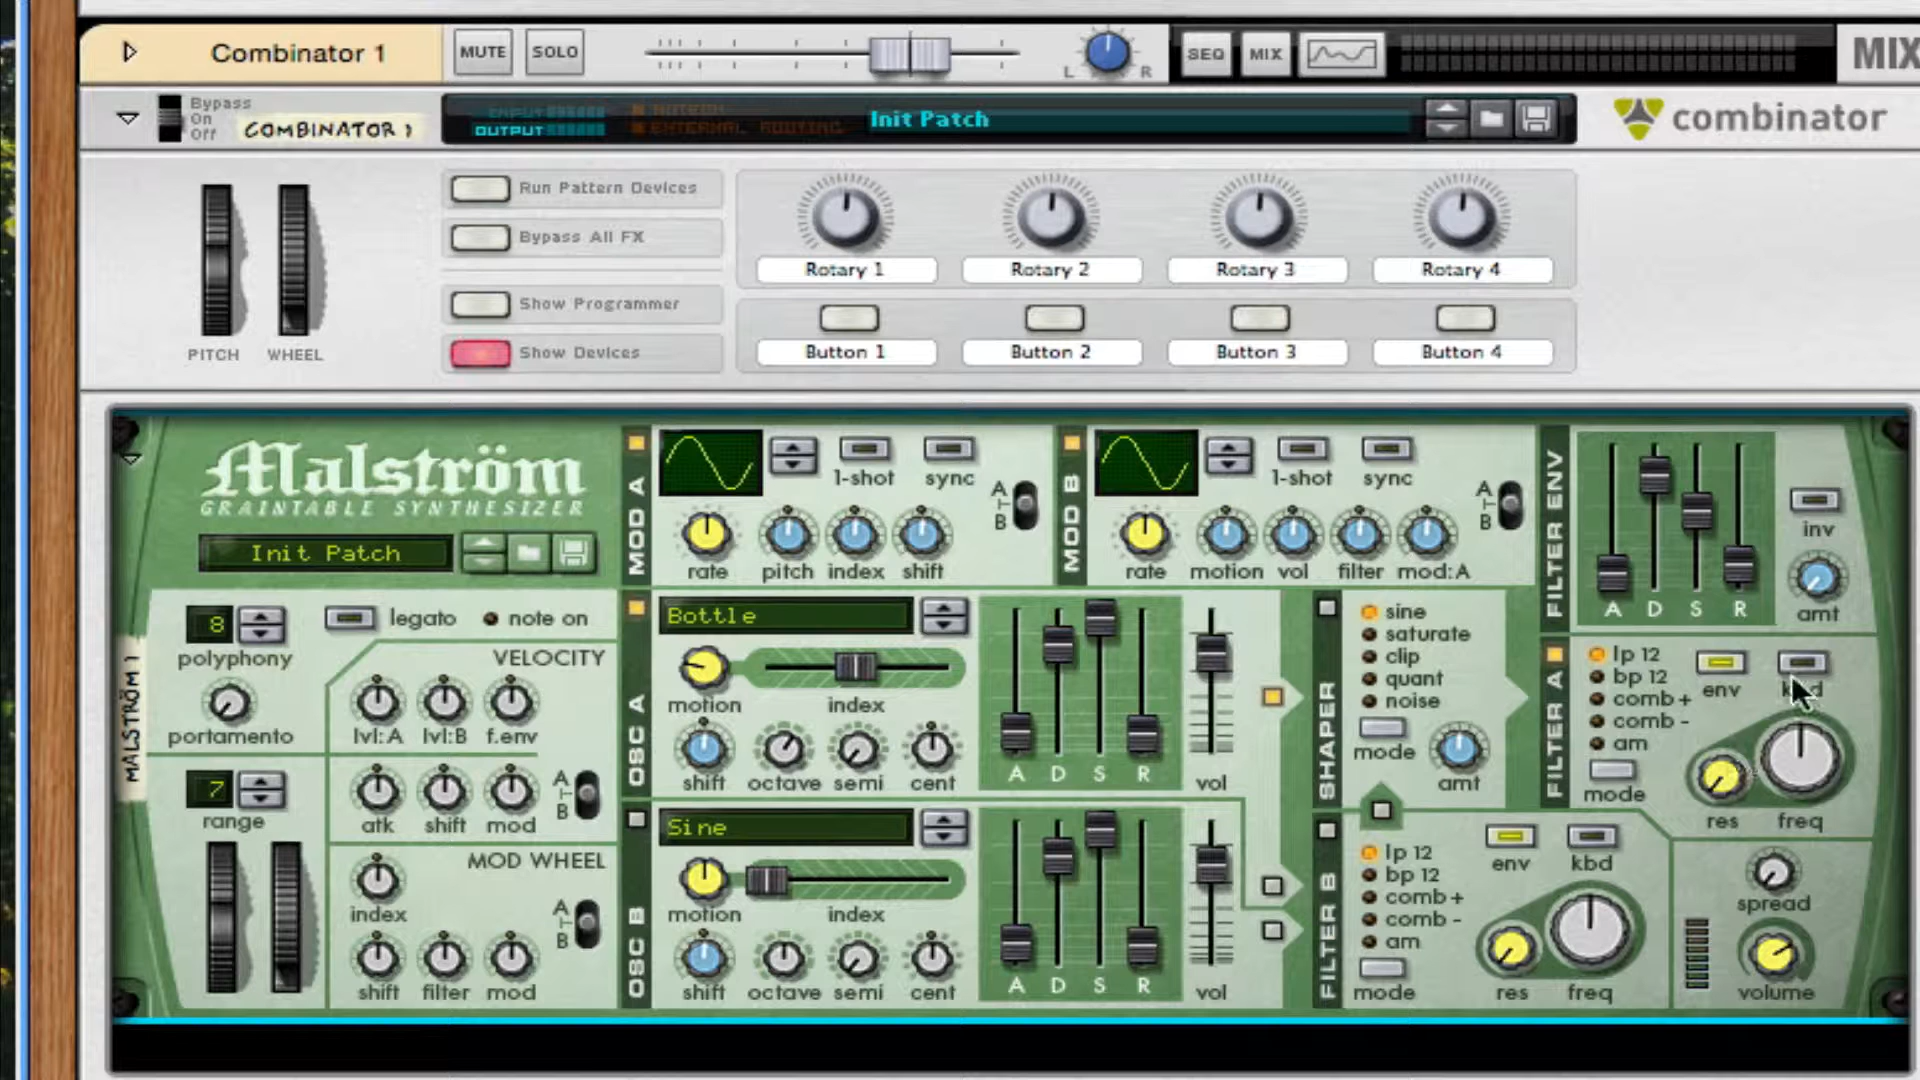 Combinator 1
MUTE
SOLO
L
R
SEQ
MIX
MIX
Bypass
On
Off
COMBINATOR 1
OUTPUT
EXTERNAL ROUTING
Init Patch
combinator
PITCH
WHEEL
Run Pattern Devices
Bypass All FX
Show Programmer
Show Devices
Rotary 1
Rotary 2
Rotary 3
Rotary 4
Button 1
Button 2
Button 3
Button 4
Malström
GRAINTABLE SYNTHESIZER
Init Patch
MALSTRÖM 1
8
polyphony
legato
note on
portamento
7
range
VELOCITY
lvl:A
lvl:B
f.env
atk
shift
mod
A
B
MOD WHEEL
index
shift
filter
mod
A
B
MOD A
1-shot
sync
A
B
rate
pitch
index
shift
MOD B
1-shot
sync
A
B
rate
motion
vol
filter
mod:A
OSC A
Bottle
motion
index
shift
octave
semi
cent
A
D
S
R
vol
OSC B
Sine
motion
index
shift
octave
semi
cent
A
D
S
R
vol
SHAPER
sine
saturate
clip
quant
noise
mode
amt
FILTER ENV
A
D
S
R
inv
amt
FILTER A
lp 12
bp 12
comb +
comb -
am
mode
env
res
freq
FILTER B
lp 12
bp 12
comb +
comb -
am
mode
env
kbd
res
freq
spread
volume